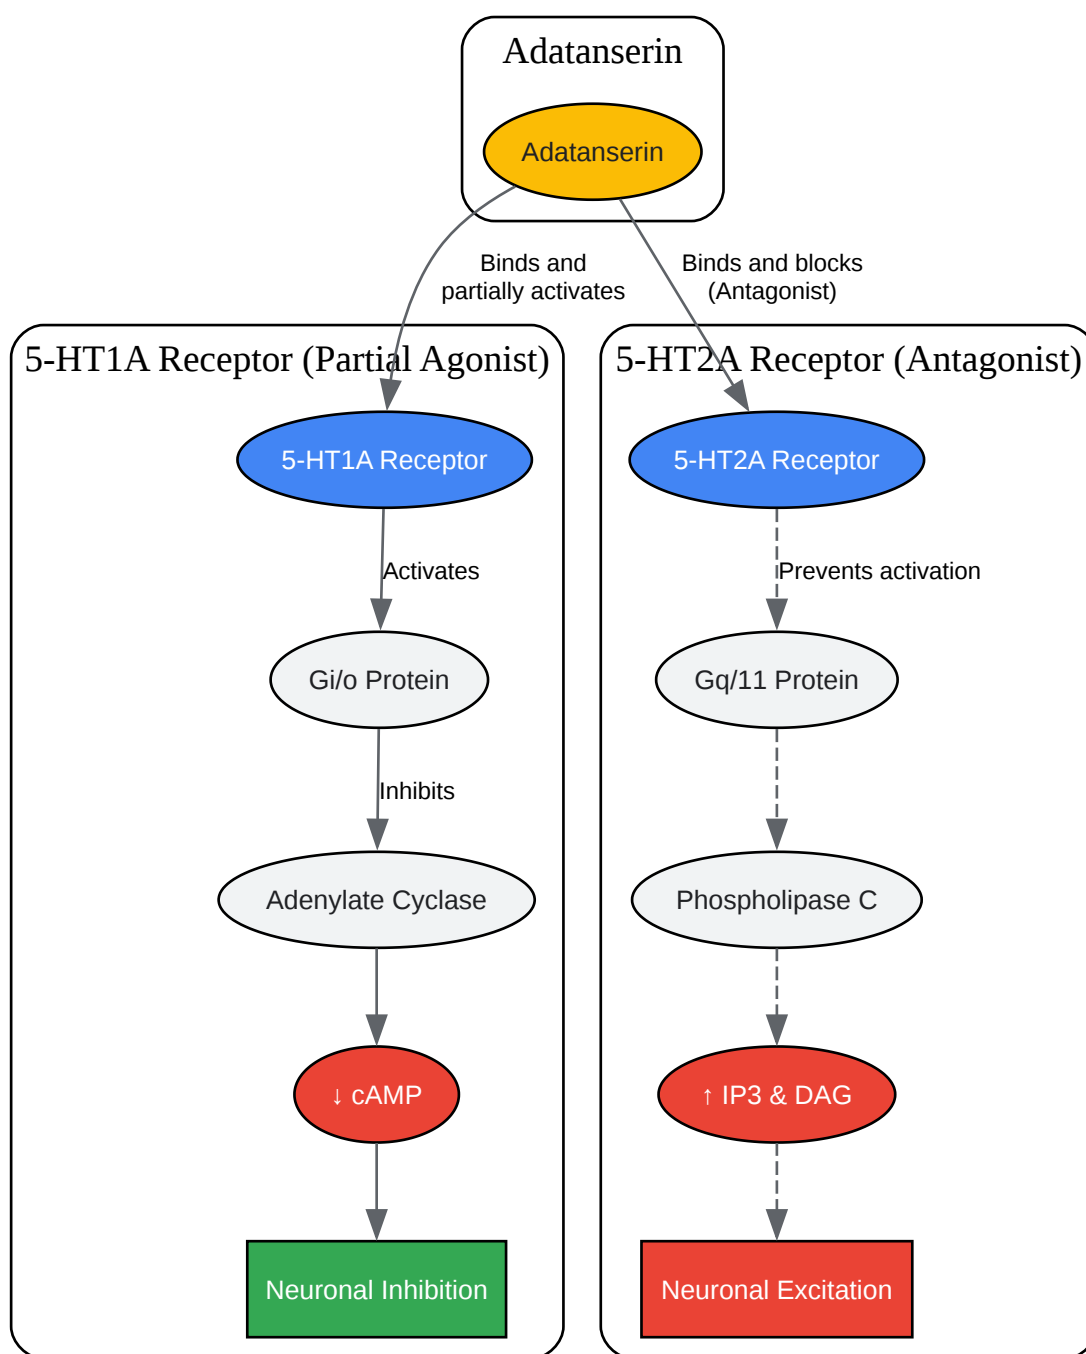 Adatanserin
Adatanserin
Binds and
partially activates
Binds and blocks
(Antagonist)
5-HT1A Receptor (Partial Agonist)
5-HT2A Receptor (Antagonist)
5-HT1A Receptor
5-HT2A Receptor
Activates
Prevents activation
Gi/o Protein
Gq/11 Protein
Inhibits
Adenylate Cyclase
Phospholipase C
↓ cAMP
↑ IP3 & DAG
Neuronal Inhibition
Neuronal Excitation